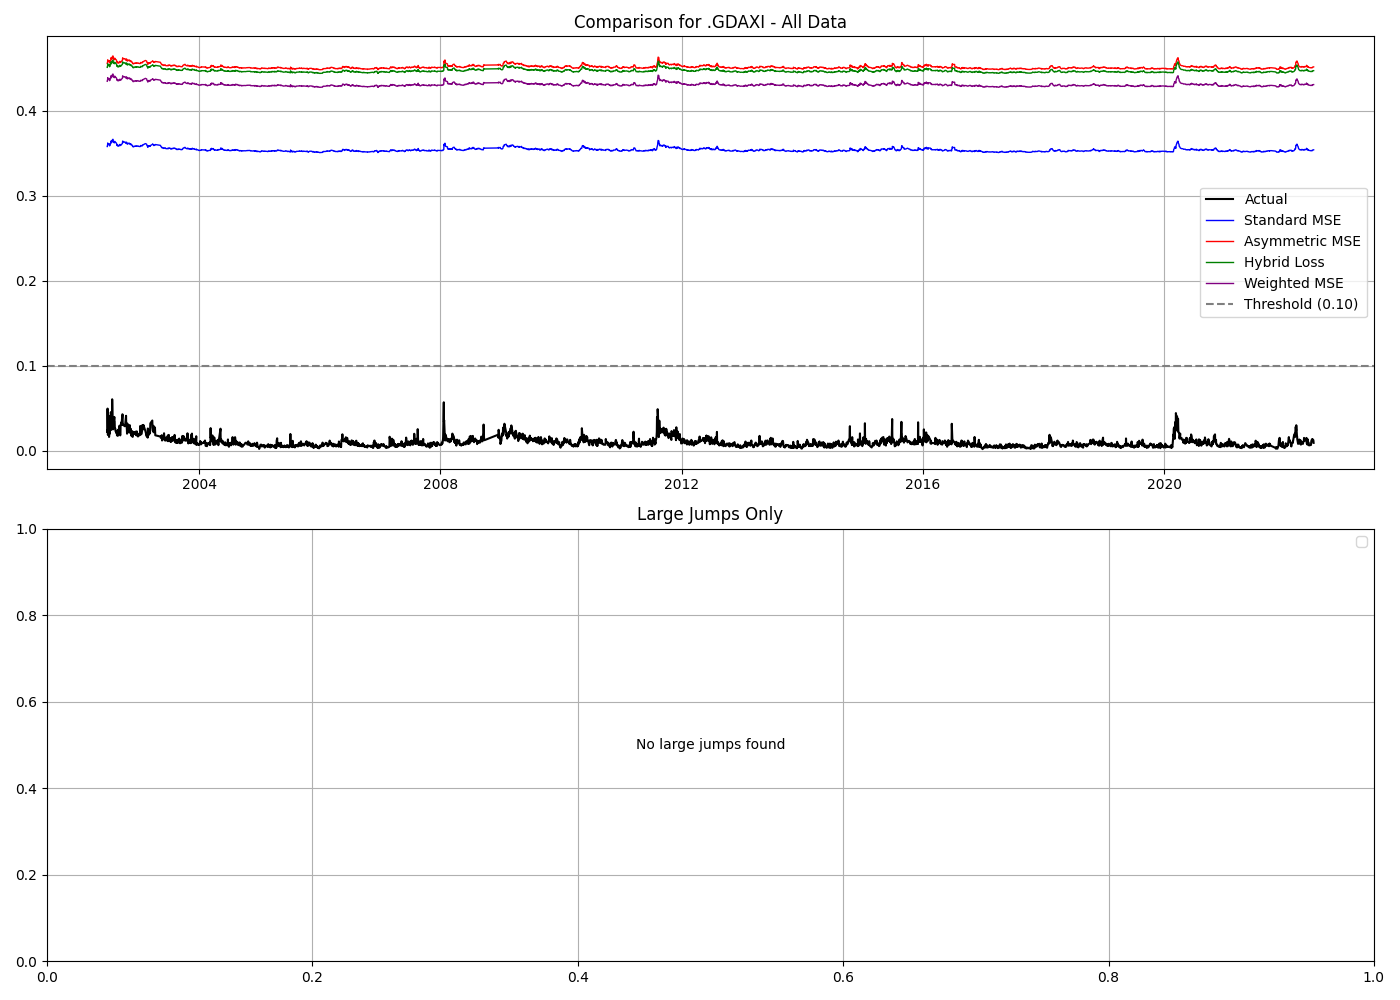 Comparison for .GDAXI - All Data
0.4
0.3
0.2
0.1
0.0
Actual
Standard MSE
Asymmetric MSE
Hybrid Loss
Weighted MSE
Threshold (0.10)
2004 2008 2012 2016 2020
Large Jumps Only
1.0
0.8
0.6
0.4
0.2
0.0
No large jumps found
0.0 0.2 0.4 0.6 0.8 1.0